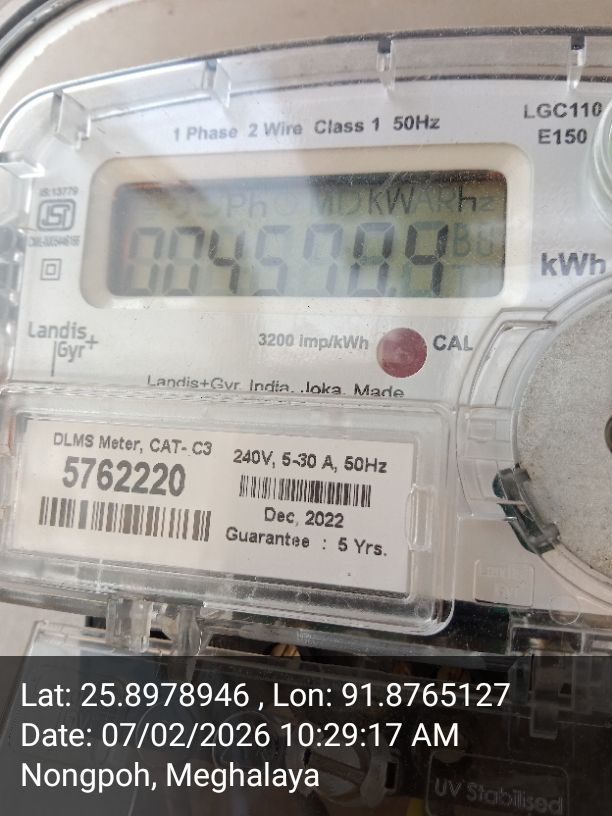 1 Phase 2 Wire Class 1 50Hz
LGC110
E150
IS:13779
004570.4
kWh
Landis+
Gyr
3200 imp/kWh
CAL
Landis+Gyr, India, Joka, Made
DLMS Meter, CAT- C3
5762220
240V, 5-30 A, 50Hz
Dec, 2022
Guarantee : 5 Yrs.
Lat: 25.8978946 , Lon: 91.8765127
Date: 07/02/2026 10:29:17 AM
Nongpoh, Meghalaya
UV Stabilised